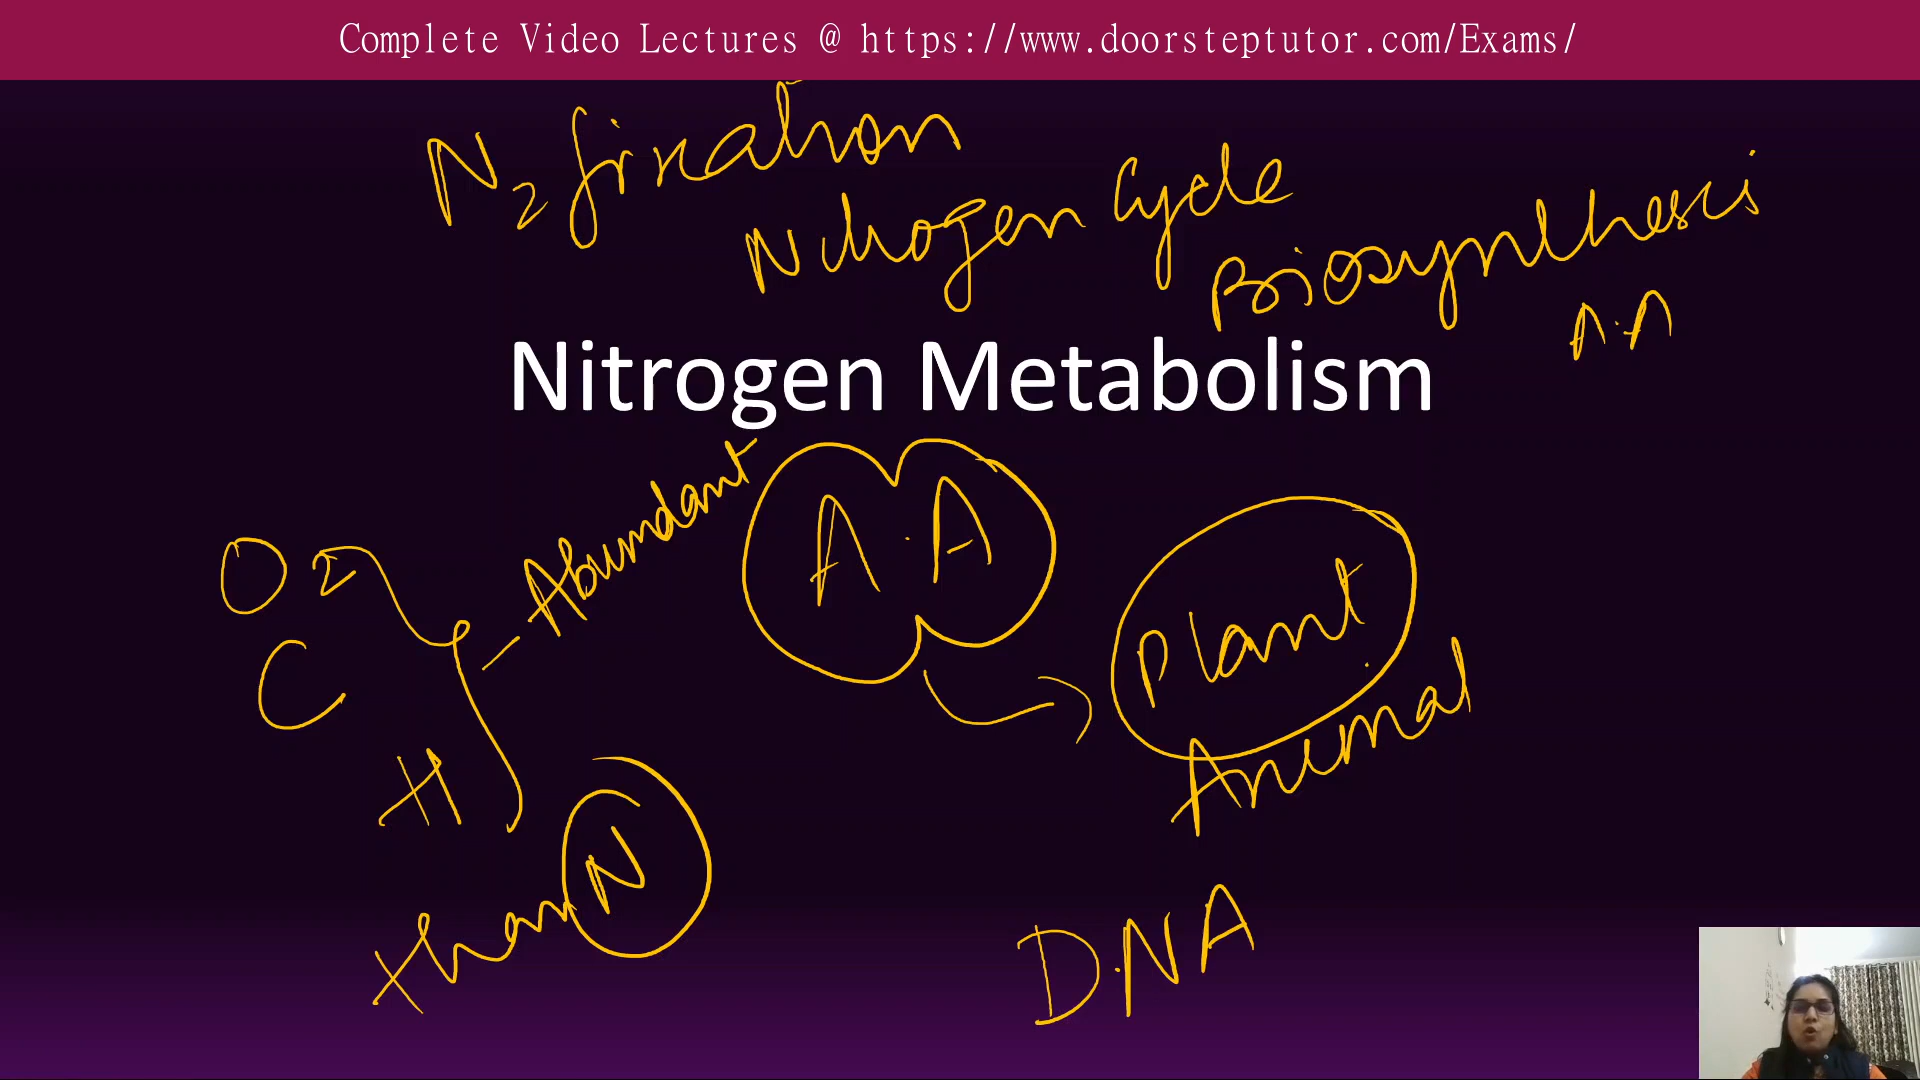 Complete Video Lectures @ https://www.doorsteptutor.com/Exams/
N2 fixation
Nitrogen Cycle
Biosynthesis
A.A
Nitrogen Metabolism
Abundant
A.A
O2
C
H
Plant
Animal
than N
DNA